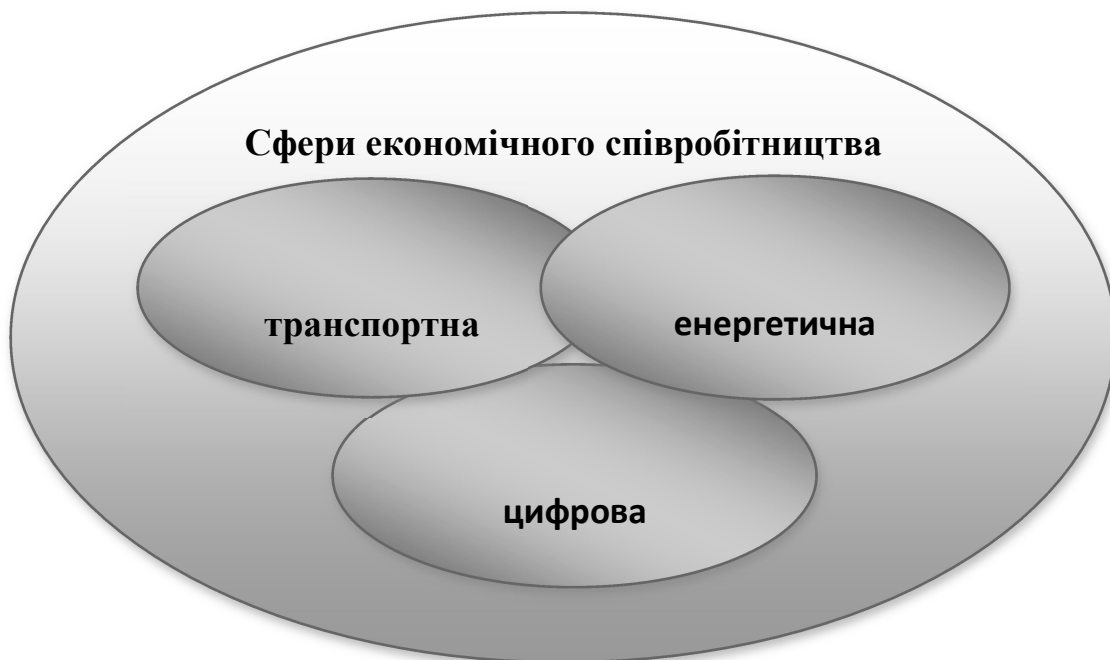 Сфери економічного співробітництва
транспортна
енергетична
цифрова